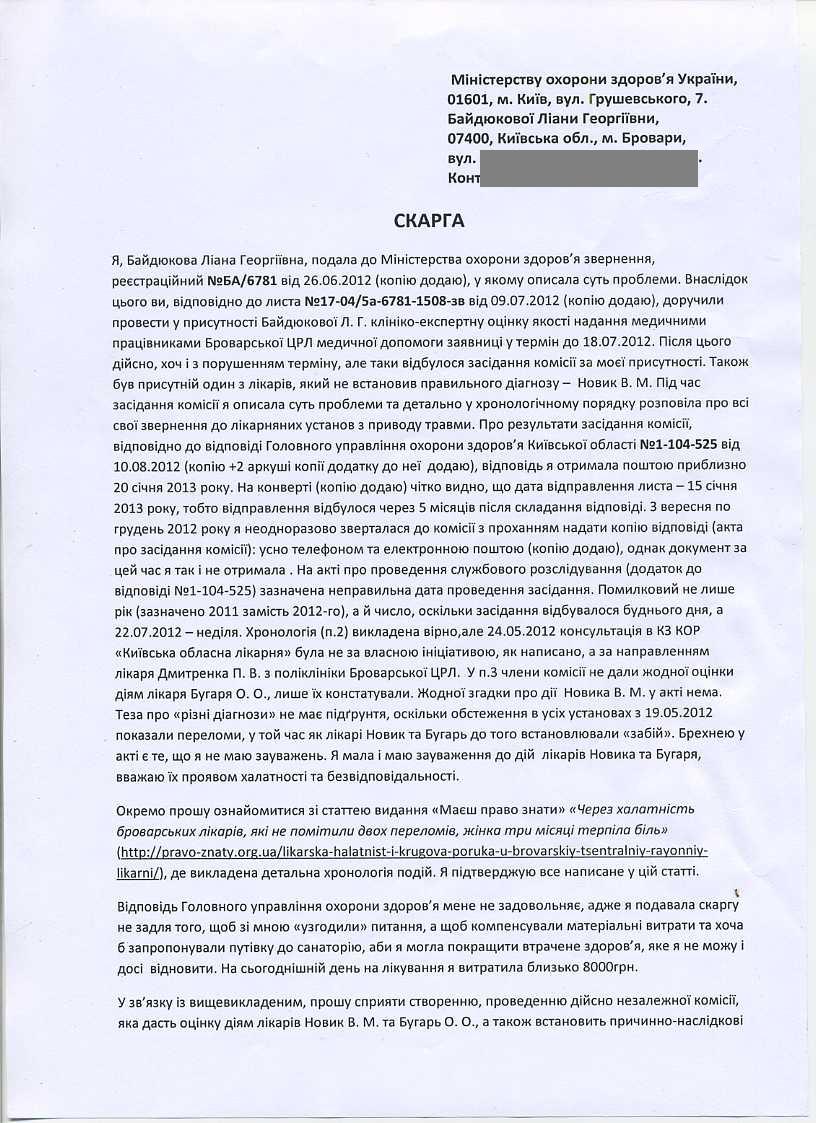 Міністерству охорони здоров’я України,
01601, м. Київ, вул. Грушевського, 7.
Байдюкової Ліани Георгіївни,
07400, Київська обл., м. Бровари,
вул. .
Конт
СКАРГА
Я, Байдюкова Ліана Георгіївна, подала до Міністерства охорони здоров’я звернення,
реєстраційний №БА/6781 від 26.06.2012 (копію додаю), у якому описала суть проблеми. Внаслідок
цього ви, відповідно до листа №17-04/5а-6781-1508-зв від 09.07.2012 (копію додаю), доручили
провести у присутності Байдюкової Л. Г. клініко-експертну оцінку якості надання медичними
працівниками Броварської ЦРЛ медичної допомоги заявниці у термін до 18.07.2012. Після цього
дійсно, хоч і з порушенням терміну, але таки відбулося засідання комісії за моєї присутності. Також
був присутній один з лікарів, який не встановив правильного діагнозу – Новик В. М. Під час
засідання комісії я описала суть проблеми та детально у хронологічному порядку розповіла про всі
свої звернення до лікарняних установ з приводу травми. Про результати засідання комісії,
відповідно до відповіді Головного управління охорони здоров’я Київської області №1-104-525 від
10.08.2012 (копію +2 аркуші копії додатку до неї додаю), відповідь я отримала поштою приблизно
20 січня 2013 року. На конверті (копію додаю) чітко видно, що дата відправлення листа – 15 січня
2013 року, тобто відправлення відбулося через 5 місяців після складання відповіді. З вересня по
грудень 2012 року я неодноразово зверталася до комісії з проханням надати копію відповіді (акта
про засідання комісії): усно телефоном та електронною поштою (копію додаю), однак документ за
цей час я так і не отримала . На акті про проведення службового розслідування (додаток до
відповіді №1-104-525) зазначена неправильна дата проведення засідання. Помилковий не лише
рік (зазначено 2011 замість 2012-го), а й число, оскільки засідання відбувалося буднього дня, а
22.07.2012 – неділя. Хронологія (п.2) викладена вірно,але 24.05.2012 консультація в КЗ КОР
«Київська обласна лікарня» була не за власною ініціативою, як написано, а за направленням
лікаря Дмитренка П. В. з поліклініки Броварської ЦРЛ. У п.3 члени комісії не дали жодної оцінки
діям лікаря Бугаря О. О., лише їх констатували. Жодної згадки про дії Новика В. М. у акті нема.
Теза про «різні діагнози» не має підґрунтя, оскільки обстеження в усіх установах з 19.05.2012
показали переломи, у той час як лікарі Новик та Бугарь до того встановлювали «забій». Брехнею у
акті є те, що я не маю зауважень. Я мала і маю зауваження до дій лікарів Новика та Бугаря,
вважаю їх проявом халатності та безвідповідальності.
Окремо прошу ознайомитися зі статтею видання «Маєш право знати» «Через халатність
броварських лікарів, які не помітили двох переломів, жінка три місяці терпіла біль»
(http://pravo-znaty.org.ua/likarska-halatnist-i-krugova-poruka-u-brovarskiy-tsentralniy-rayonniy-
likarni/), де викладена детальна хронологія подій. Я підтверджую все написане у цій статті.
Відповідь Головного управління охорони здоров’я мене не задовольняє, адже я подавала скаргу
не задля того, щоб зі мною «узгодили» питання, а щоб компенсували матеріальні витрати та хоча
б запропонували путівку до санаторію, аби я могла покращити втрачене здоров’я, яке я не можу і
досі відновити. На сьогоднішній день на лікування я витратила близько 8000грн.
У зв’язку із вищевикладеним, прошу сприяти створенню, проведенню дійсно незалежної комісії,
яка дасть оцінку діям лікарів Новик В. М. та Бугарь О. О., а також встановить причинно-наслідкові